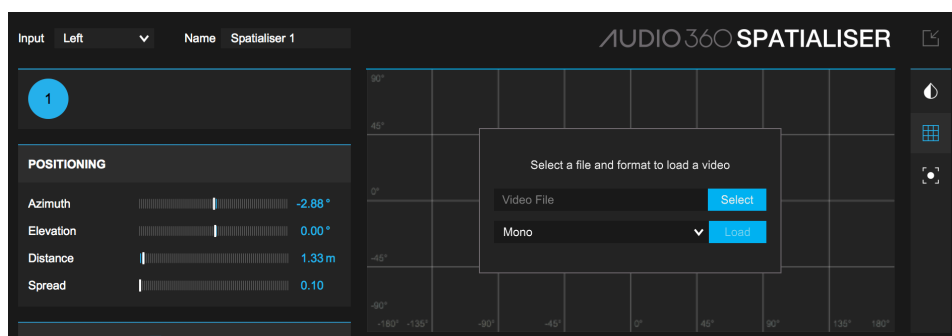 Input Left Name Spatialiser 1
AUDIO360 SPATIALISER
1
POSITIONING
Azimuth -2.88°
Elevation 0.00°
Distance 1.33 m
Spread 0.10
90°
45°
0°
-45°
-90°
-180° -135° -90° -45° 0° 45° 90° 135° 180°
Select a file and format to load a video
Video File Select
Mono Load